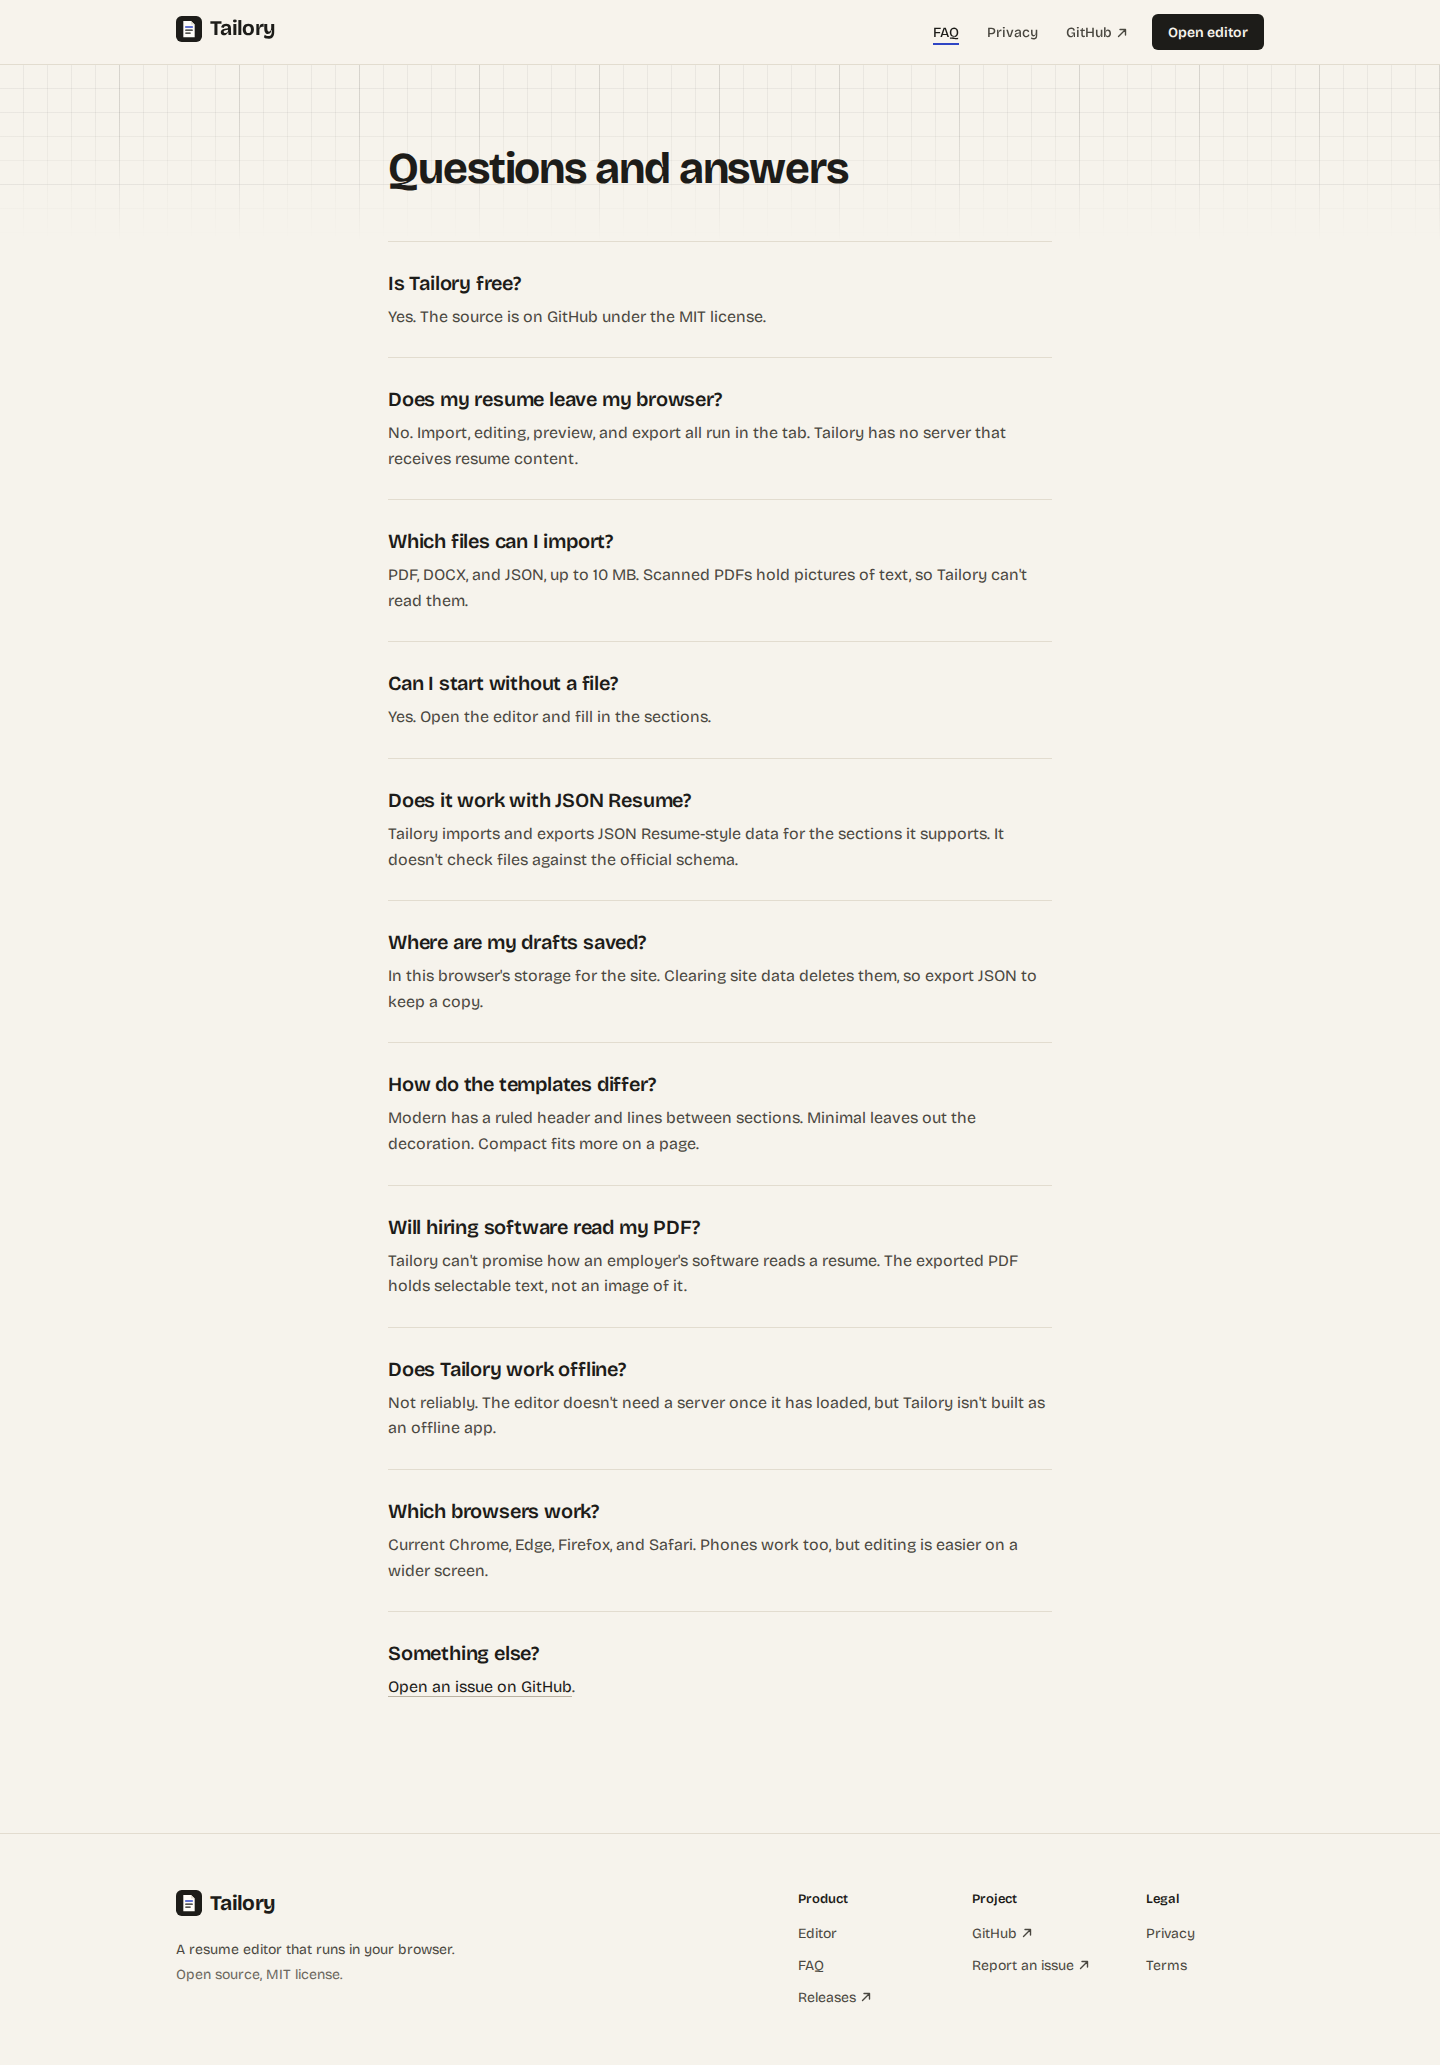 Tailory
FAQ
Privacy
GitHub ↗
Open editor
Questions and answers
Is Tailory free?
Yes. The source is on GitHub under the MIT license.
Does my resume leave my browser?
No. Import, editing, preview, and export all run in the tab. Tailory has no server that
receives resume content.
Which files can I import?
PDF, DOCX, and JSON, up to 10 MB. Scanned PDFs hold pictures of text, so Tailory can't
read them.
Can I start without a file?
Yes. Open the editor and fill in the sections.
Does it work with JSON Resume?
Tailory imports and exports JSON Resume-style data for the sections it supports. It
doesn't check files against the official schema.
Where are my drafts saved?
In this browser's storage for the site. Clearing site data deletes them, so export JSON to
keep a copy.
How do the templates differ?
Modern has a ruled header and lines between sections. Minimal leaves out the
decoration. Compact fits more on a page.
Will hiring software read my PDF?
Tailory can't promise how an employer's software reads a resume. The exported PDF
holds selectable text, not an image of it.
Does Tailory work offline?
Not reliably. The editor doesn't need a server once it has loaded, but Tailory isn't built as
an offline app.
Which browsers work?
Current Chrome, Edge, Firefox, and Safari. Phones work too, but editing is easier on a
wider screen.
Something else?
Open an issue on GitHub.
Tailory
A resume editor that runs in your browser.
Open source, MIT license.
Product
Editor
FAQ
Releases ↗
Project
GitHub ↗
Report an issue ↗
Legal
Privacy
Terms